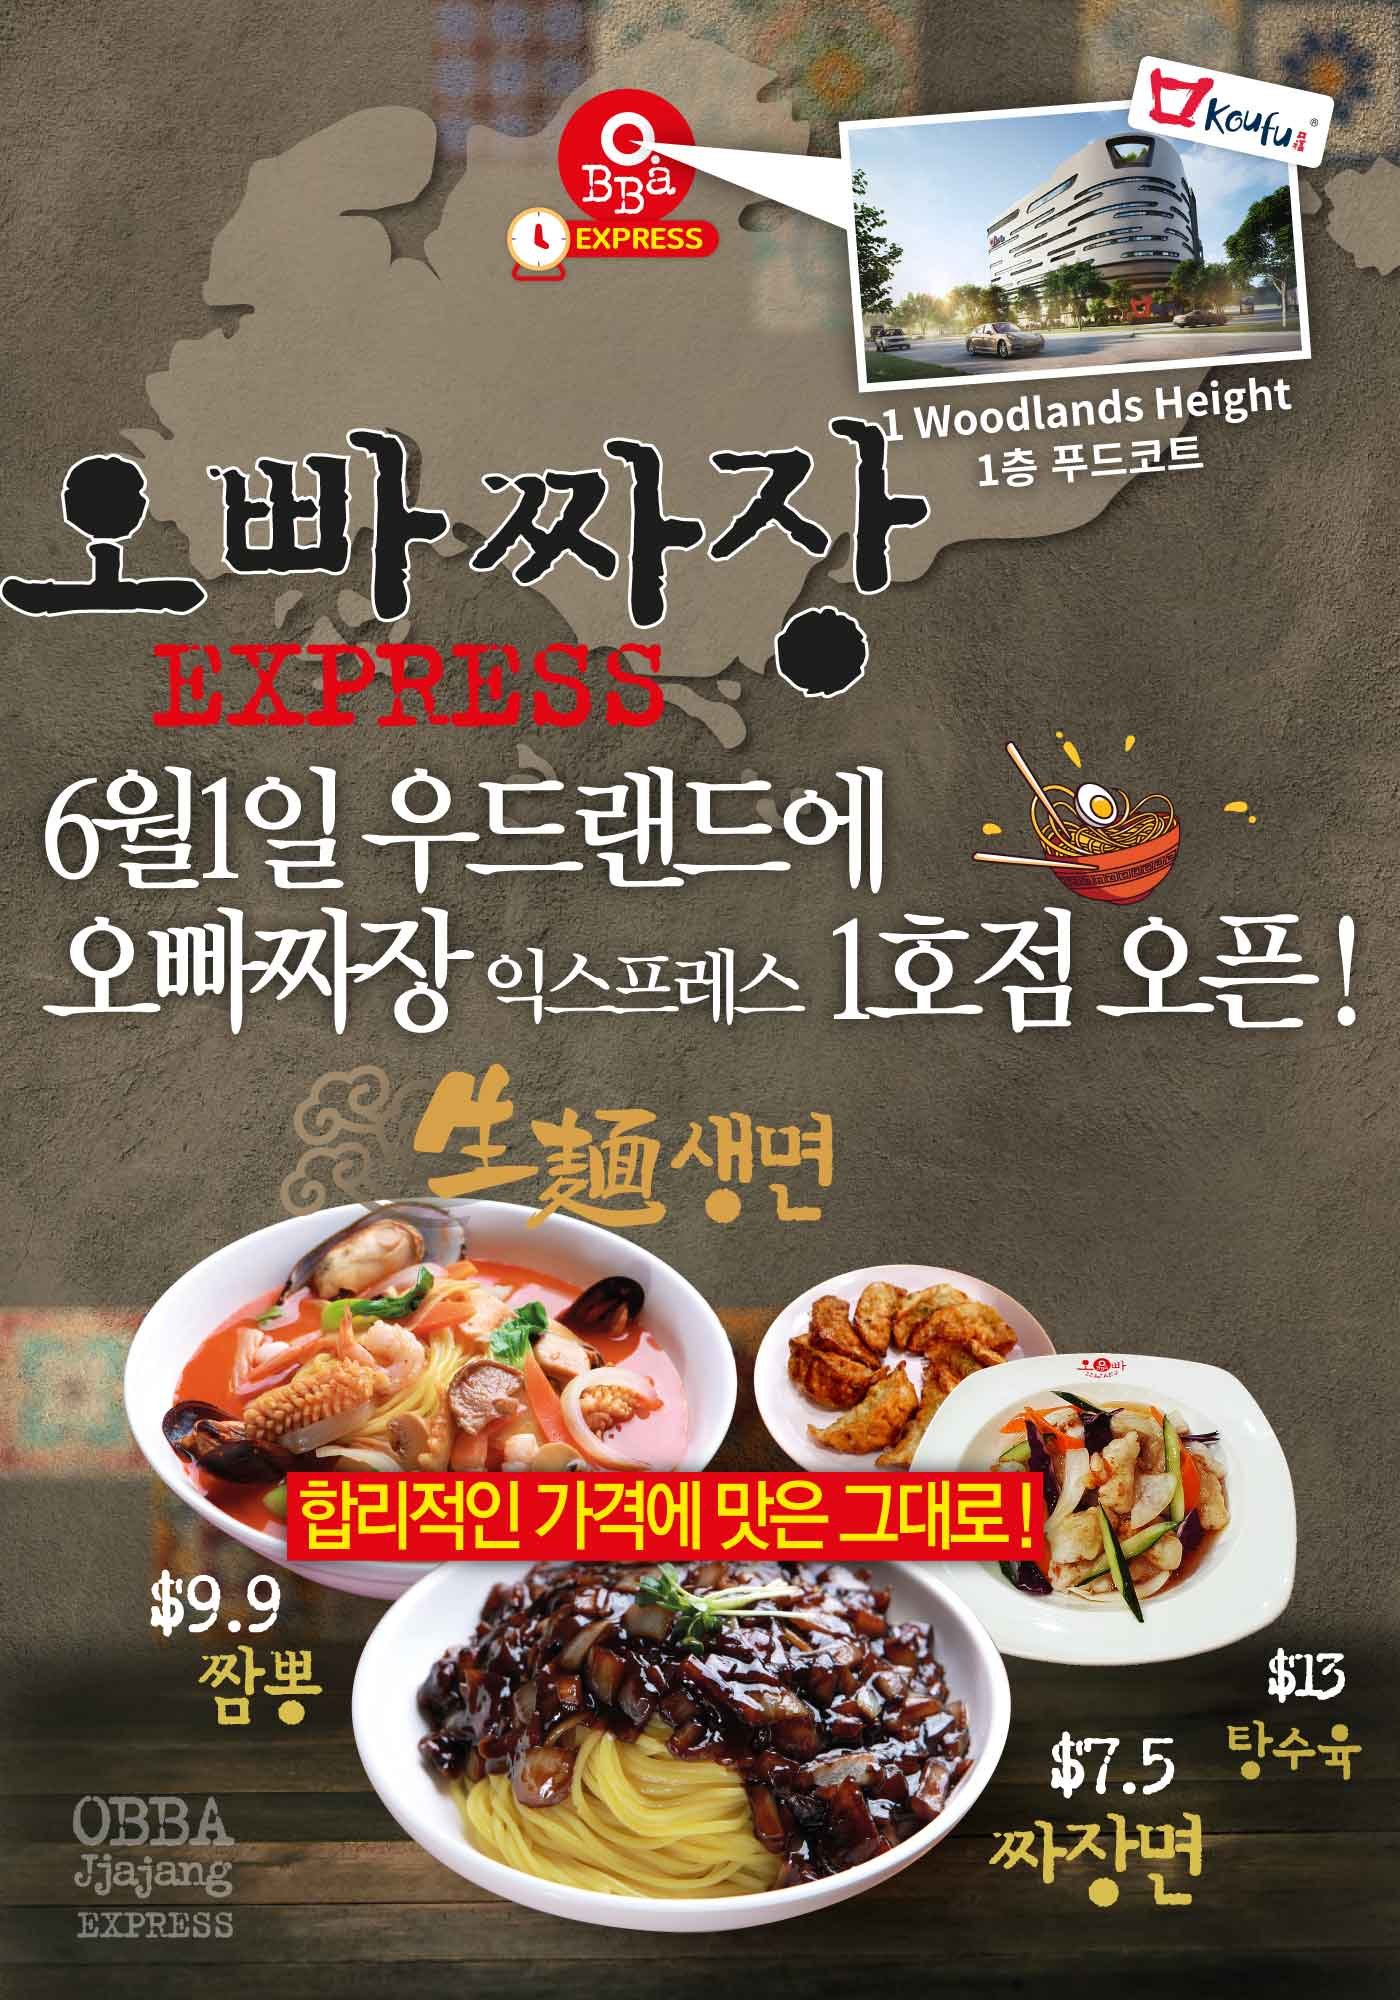 O.
BBa
EXPRESS
Koufu
1 Woodlands Height
1층 푸드코트
오빠짜장
EXPRESS
6월1일 우드랜드에
오빠짜장 익스프레스 1호점 오픈!
生麵 생면
합리적인 가격에 맛은 그대로!
$9.9
짬뽕
$13
탕수육
$7.5
짜장면
OBBA
Jjajang
EXPRESS